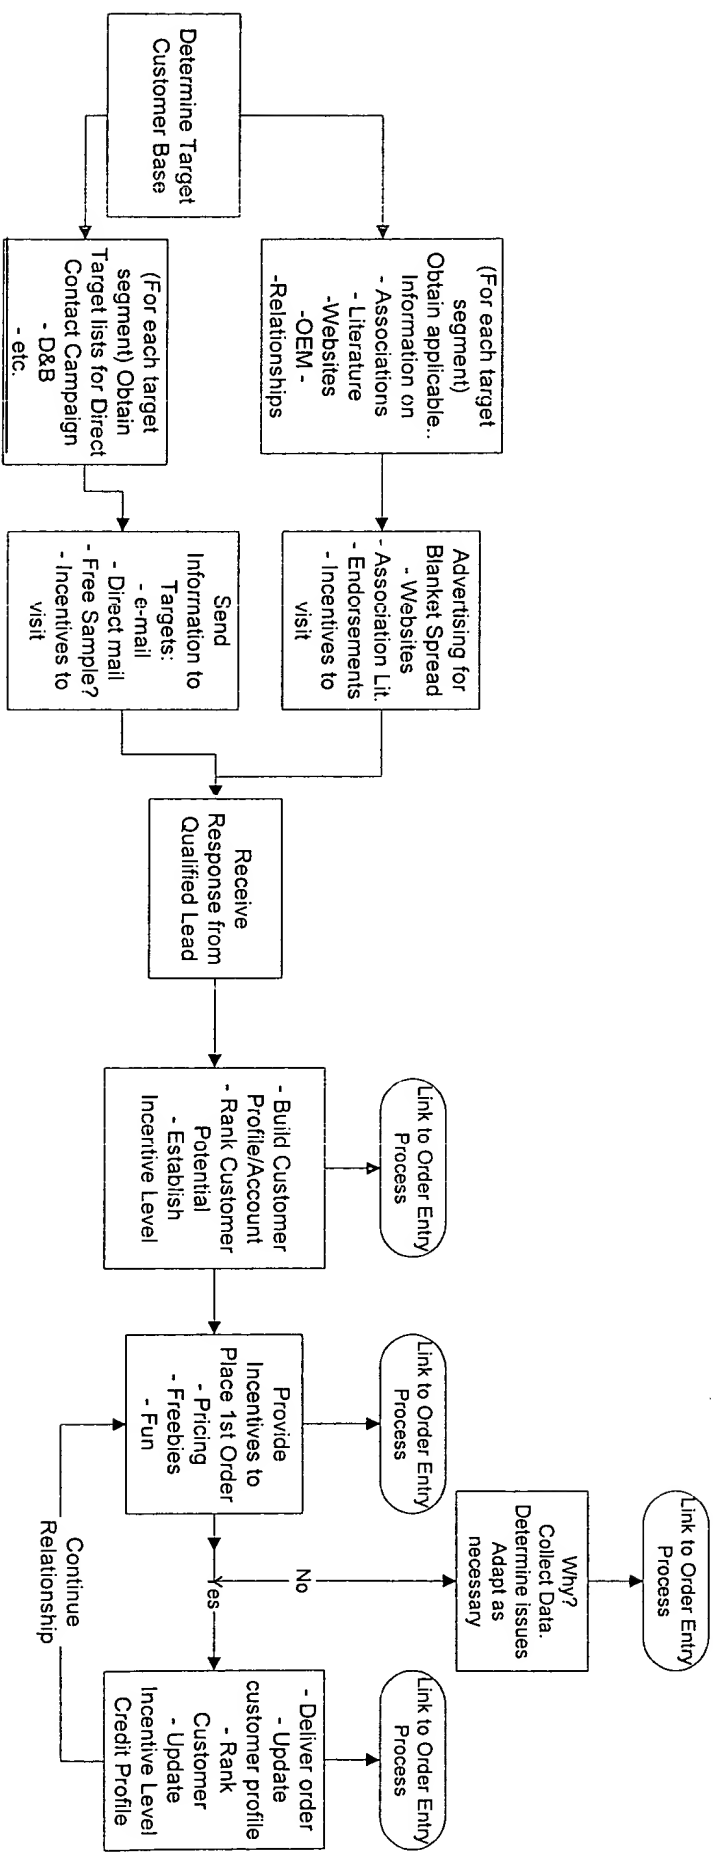 Determine Target
Customer Base
(For each target
segment)
Obtain applicable..
Information on
- Associations
- Literature
-Websites
-OEM -
-Relationships
(For each target
segment) Obtain
Target lists for Direct
Contact Campaign
- D&B
- etc.
Advertising for
Blanket Spread
- Websites
- Association Lit.
- Endorsements
- Incentives to
visit
Send
Information to
Targets:
- e-mail
- Direct mail
- Free Sample?
- Incentives to
visit
Receive
Response from
Qualified Lead
Link to Order Entry
Process
- Build Customer
Profile/Account
- Rank Customer
Potential
- Establish
Incentive Level
Link to Order Entry
Process
Provide
Incentives to
Place 1st Order
- Pricing
- Freebies
- Fun
Link to Order Entry
Process
Why?
Collect Data.
Determine issues
Adapt as
necessary
No
Yes
Continue
Relationship
Link to Order Entry
Process
- Deliver order
- Update
customer profile
- Rank
Customer
- Update
Incentive Level
Credit Profile